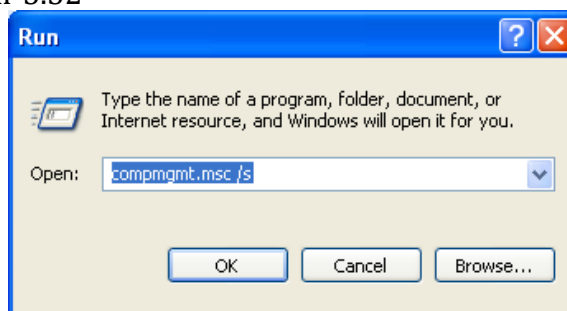 Run
Type the name of a program, folder, document, or
Internet resource, and Windows will open it for you.
Open: compmgmt.msc /s
OK Cancel Browse...